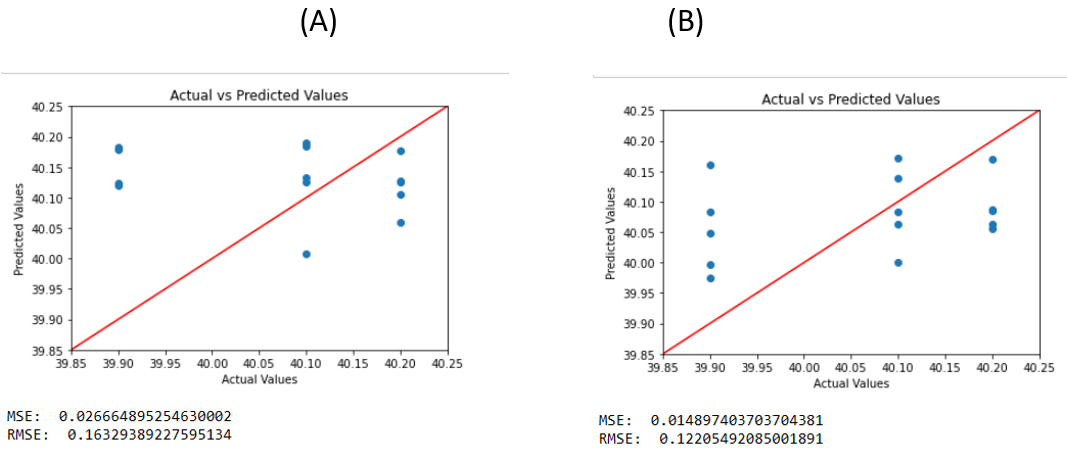 (A)
(B)
Actual vs Predicted Values
40.25
40.20
40.15
40.10
40.05
40.00
39.95
39.90
39.85
Predicted Values
39.85 39.90 39.95 40.00 40.05 40.10 40.15 40.20 40.25
Actual Values
MSE: 0.026664895254630002
RMSE: 0.16329389227595134
Actual vs Predicted Values
40.25
40.20
40.15
40.10
40.05
40.00
39.95
39.90
39.85
Predicted Values
39.85 39.90 39.95 40.00 40.05 40.10 40.15 40.20 40.25
Actual Values
MSE: 0.014897403703704381
RMSE: 0.12205492085001891